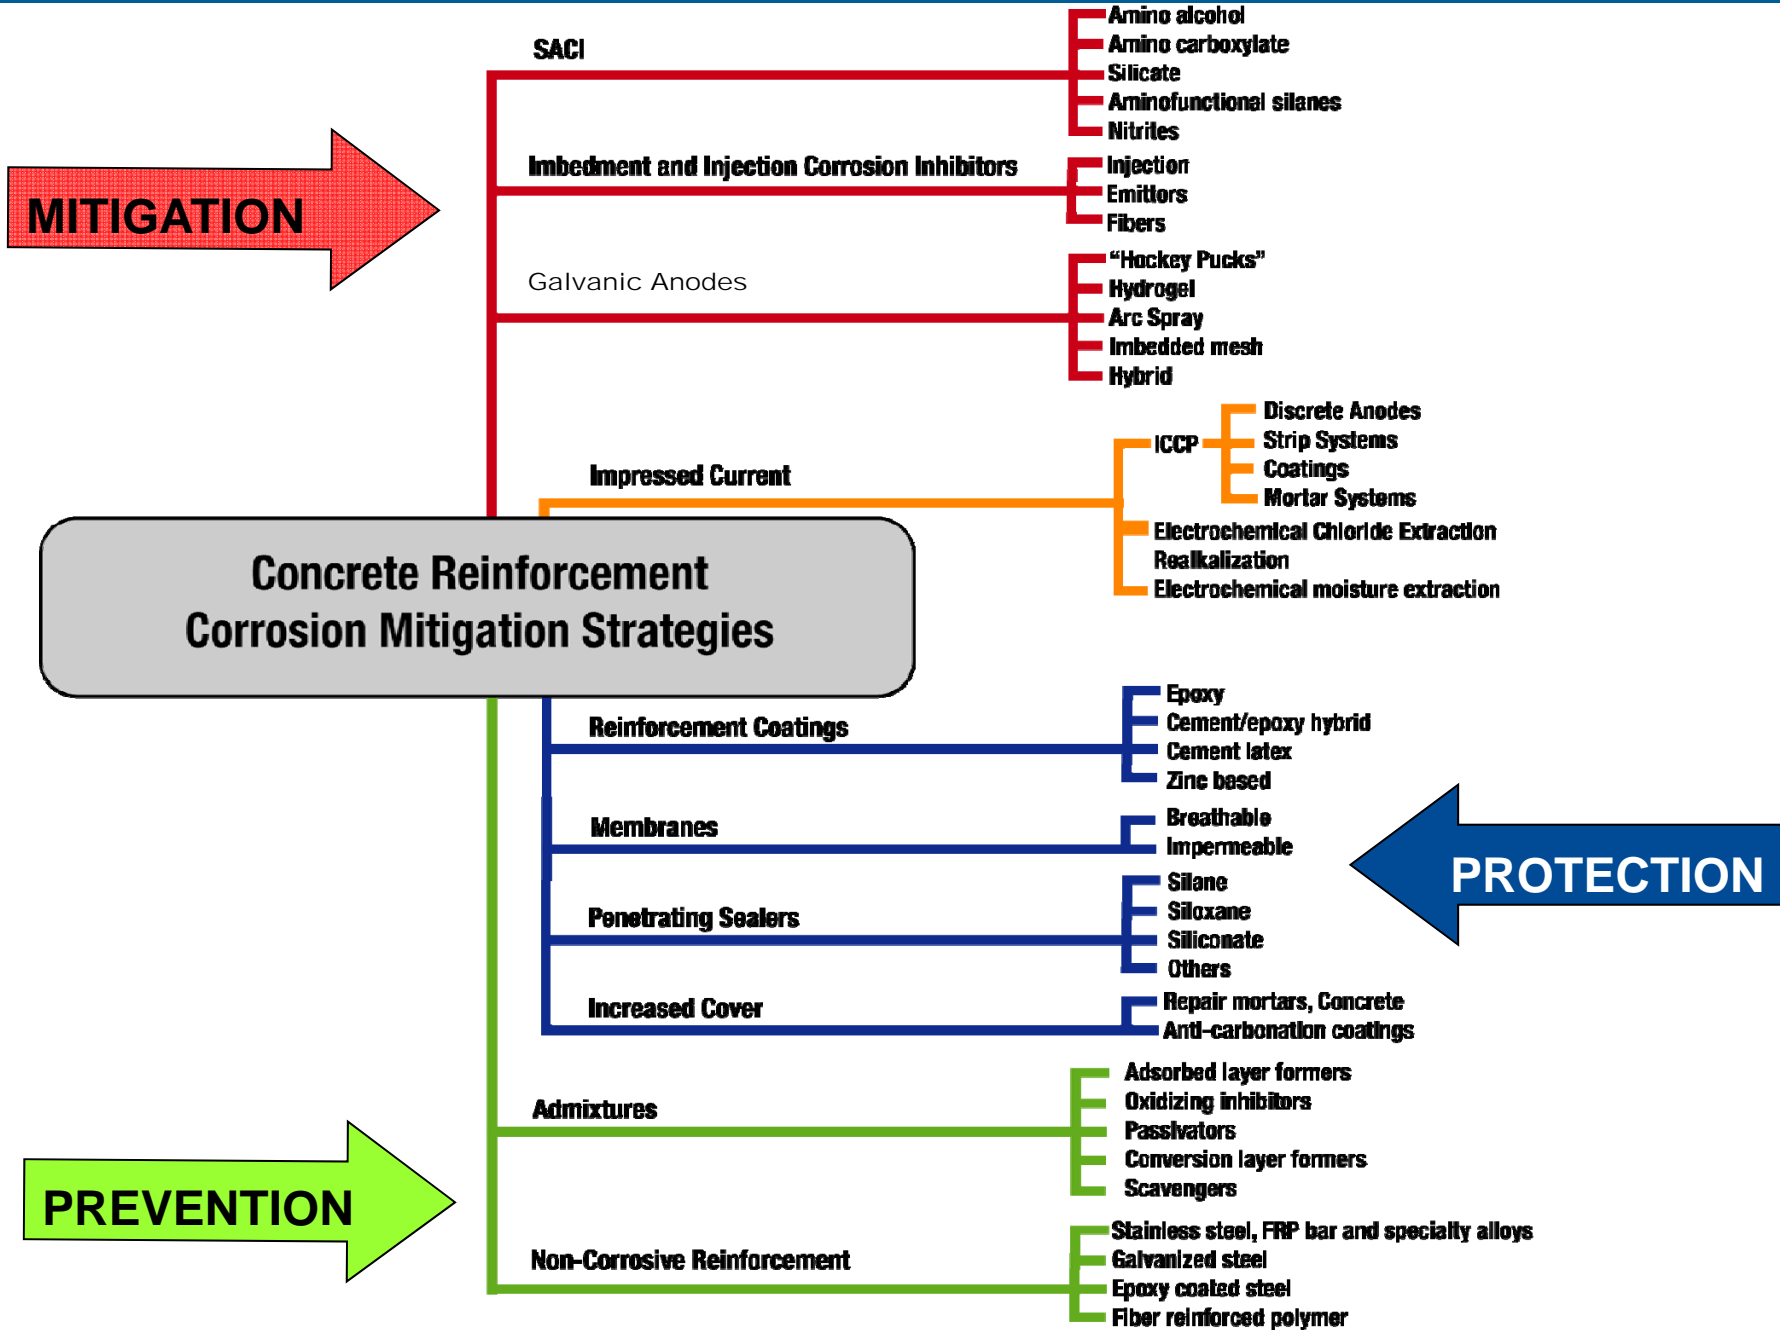 SACI
Amino alcohol
Amino carboxylate
Silicate
Aminofunctional silanes
Nitrites
MITIGATION
Imbedment and Injection Corrosion Inhibitors
Injection
Emittors
Fibers
Galvanic Anodes
“Hockey Pucks”
Hydrogel
Arc Spray
Imbedded mesh
Hybrid
Impressed Current
ICCP
Discrete Anodes
Strip Systems
Coatings
Mortar Systems
Electrochemical Chloride Extraction
Realkalization
Electrochemical moisture extraction
Concrete Reinforcement
Corrosion Mitigation Strategies
Reinforcement Coatings
Epoxy
Cement/epoxy hybrid
Cement latex
Zinc based
Membranes
Breathable
Impermeable
PROTECTION
Penetrating Sealers
Silane
Siloxane
Siliconate
Others
Increased Cover
Repair mortars, Concrete
Anti-carbonation coatings
Admixtures
Adsorbed layer formers
Oxidizing inhibitors
Passivators
Conversion layer formers
Scavengers
PREVENTION
Non-Corrosive Reinforcement
Stainless steel, FRP bar and specialty alloys
Galvanized steel
Epoxy coated steel
Fiber reinforced polymer